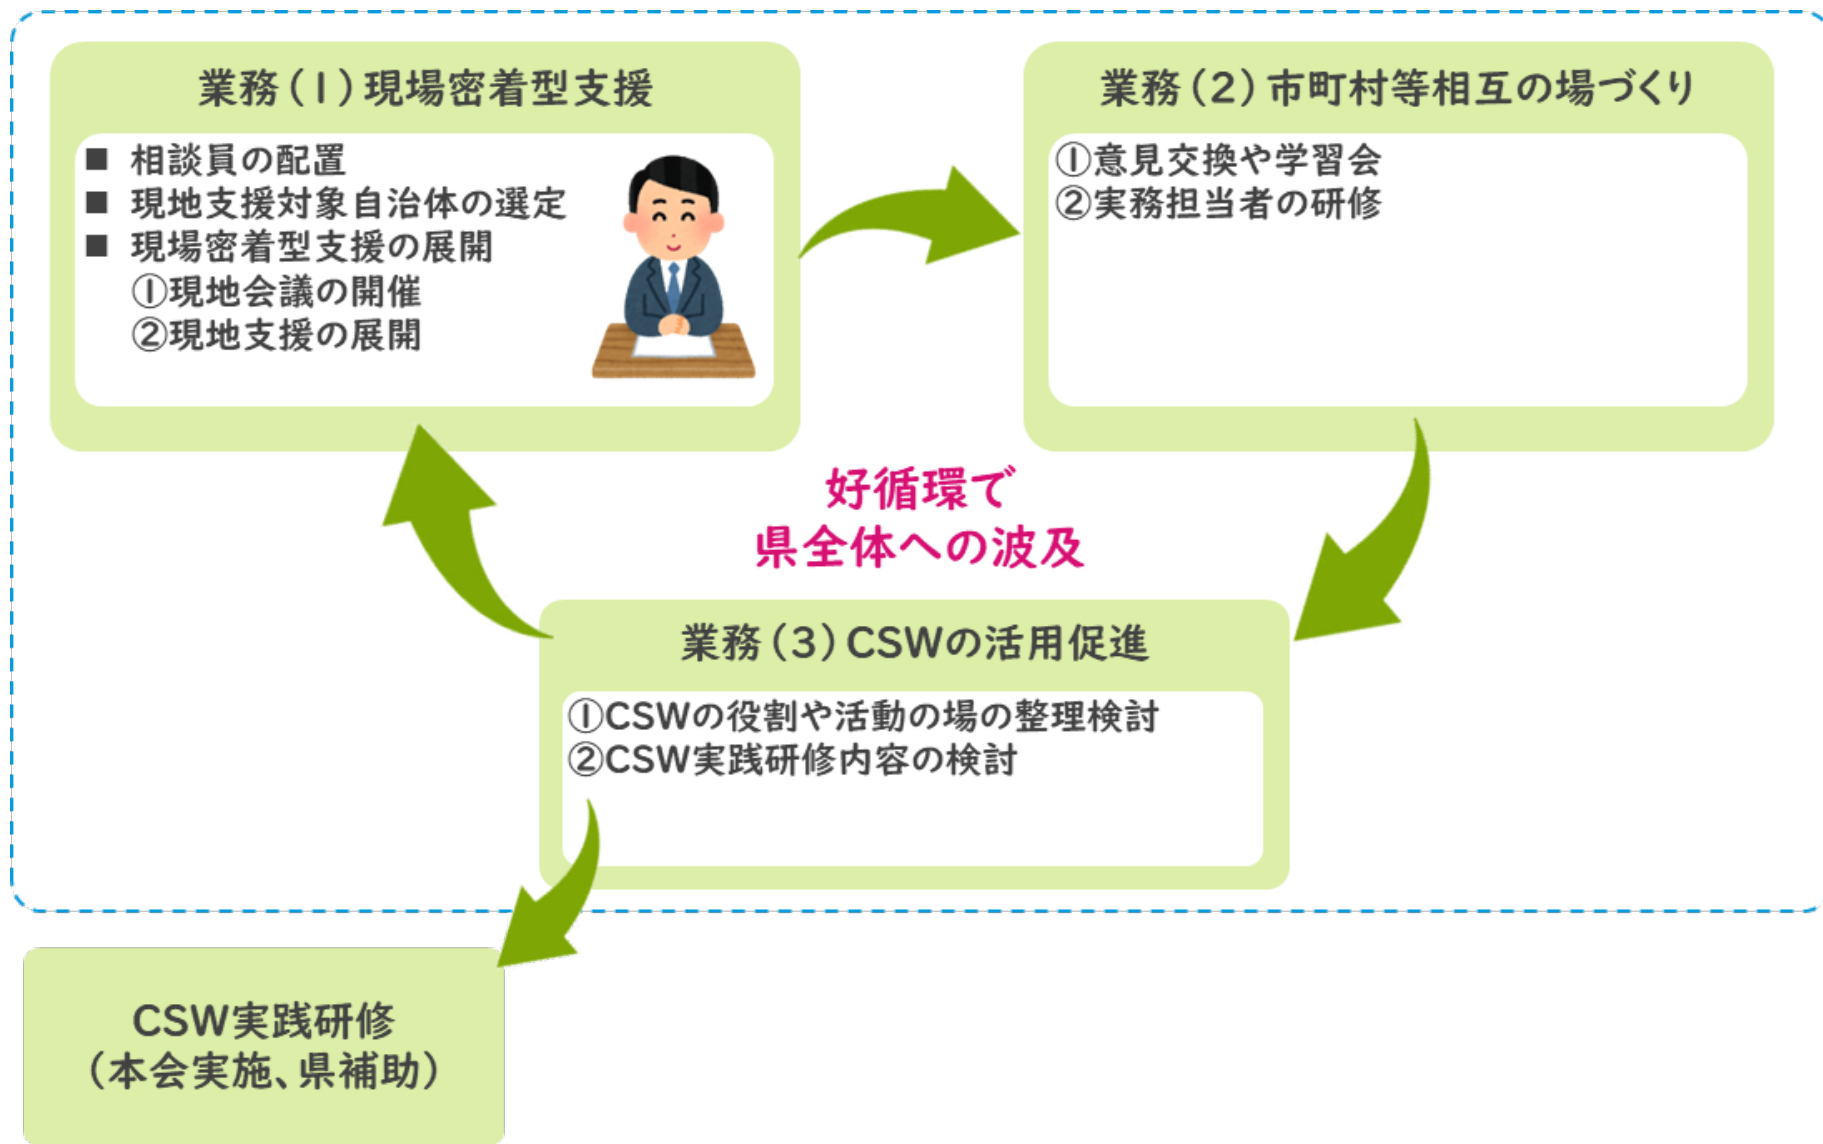 業務（1）現場密着型支援
■ 相談員の配置
■ 現地支援対象自治体の選定
■ 現場密着型支援の展開
①現地会議の開催
②現地支援の展開
業務（2）市町村等相互の場づくり
①意見交換や学習会
②実務担当者の研修
好循環で
県全体への波及
業務（3）CSWの活用促進
①CSWの役割や活動の場の整理検討
②CSW実践研修内容の検討
CSW実践研修
（本会実施、県補助）